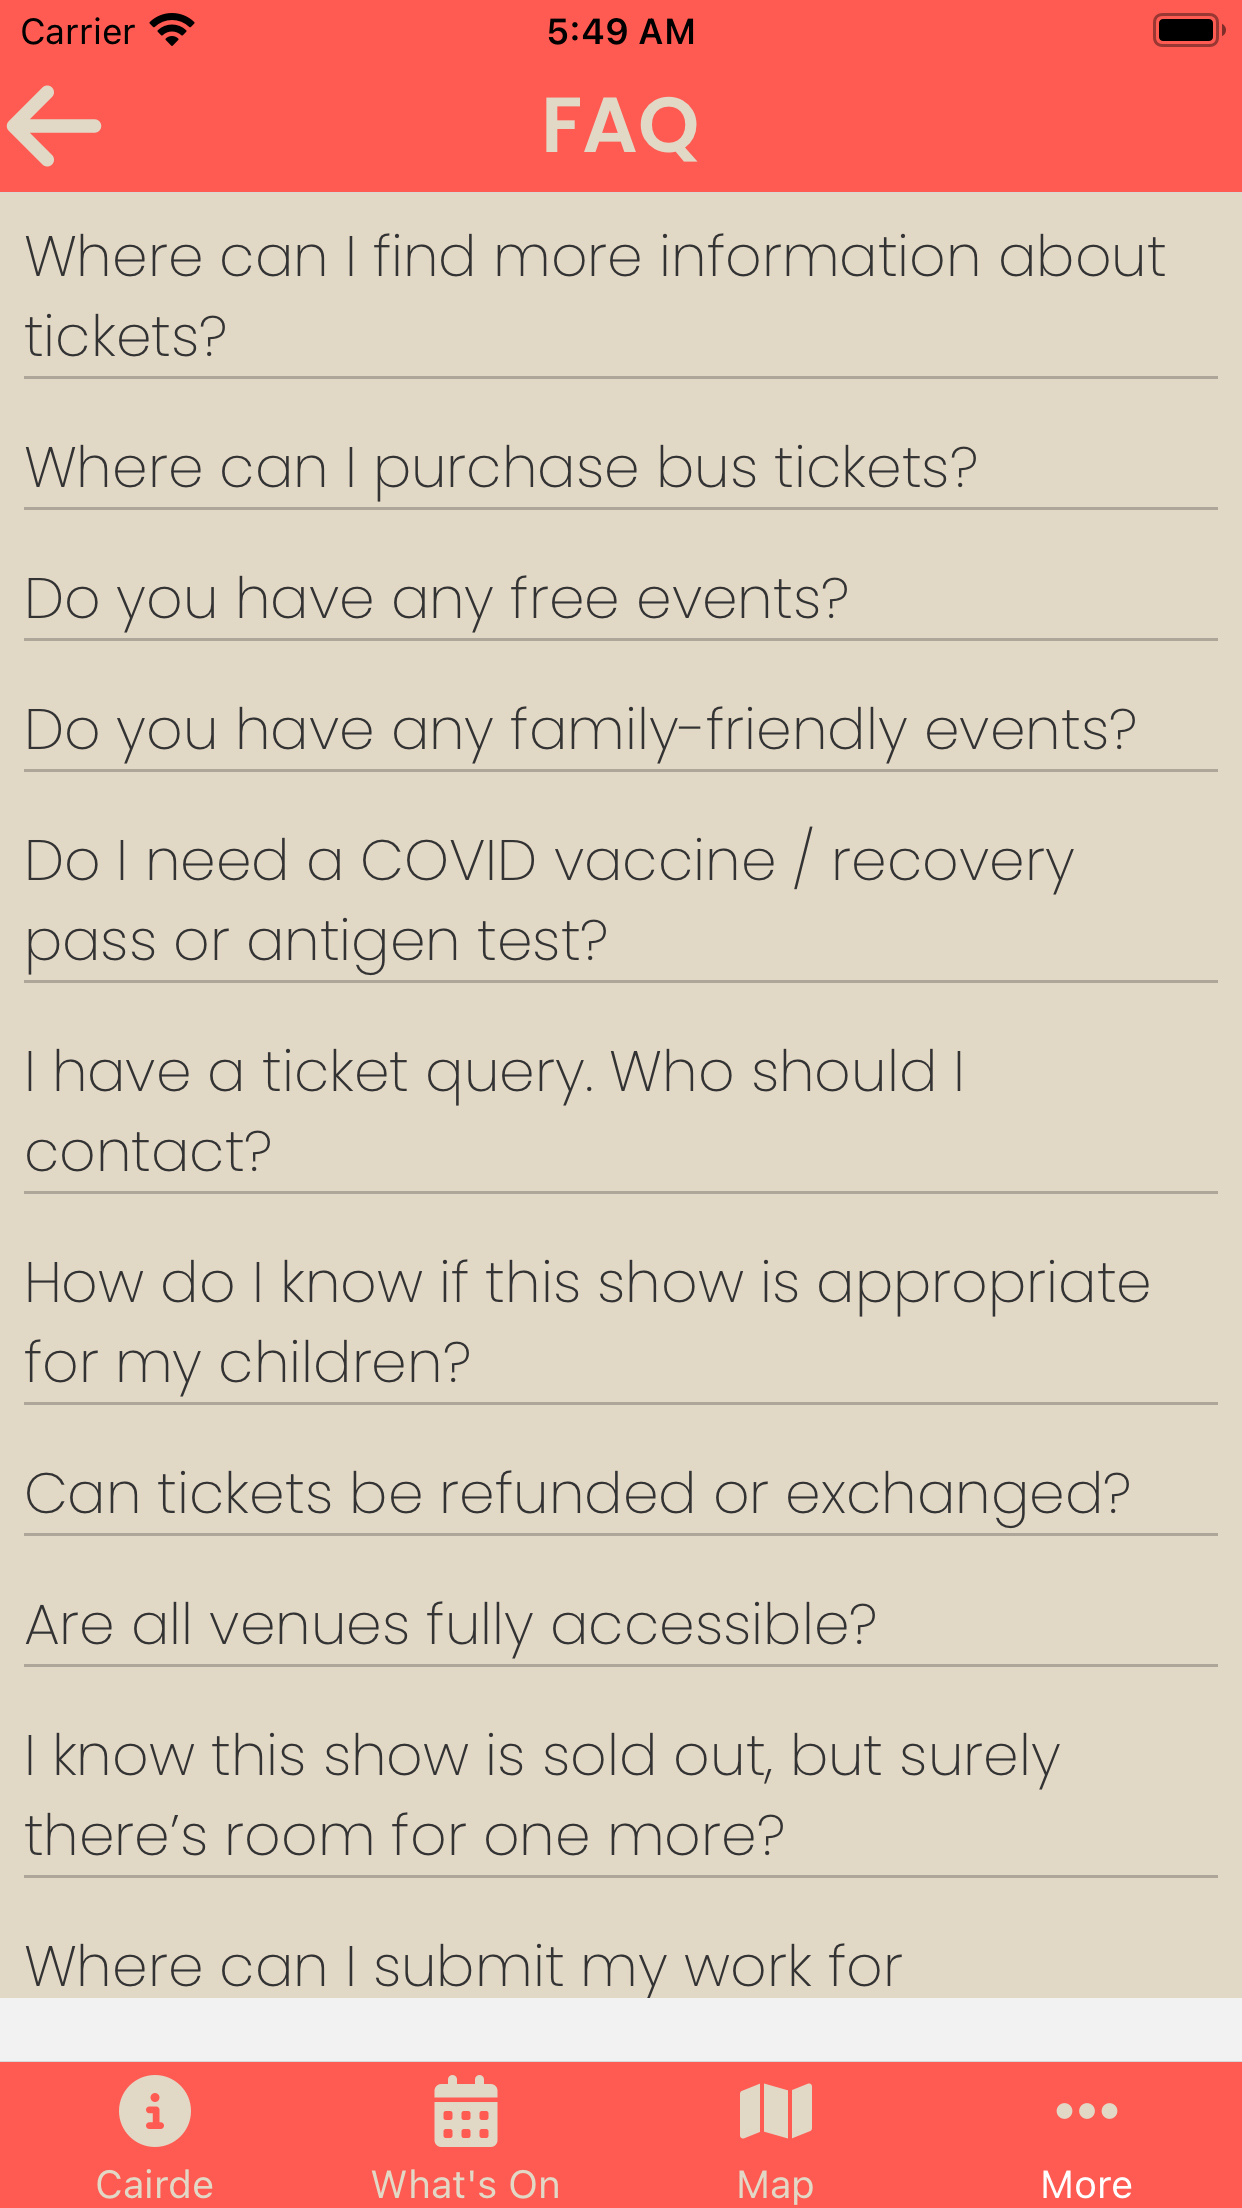 Carrier
5:49 AM
FAQ
Where can I find more information about
tickets?
Where can I purchase bus tickets?
Do you have any free events?
Do you have any family-friendly events?
Do I need a COVID vaccine / recovery
pass or antigen test?
I have a ticket query. Who should I
contact?
How do I know if this show is appropriate
for my children?
Can tickets be refunded or exchanged?
Are all venues fully accessible?
I know this show is sold out, but surely
there’s room for one more?
Where can I submit my work for
Cairde
What's On
Map
More